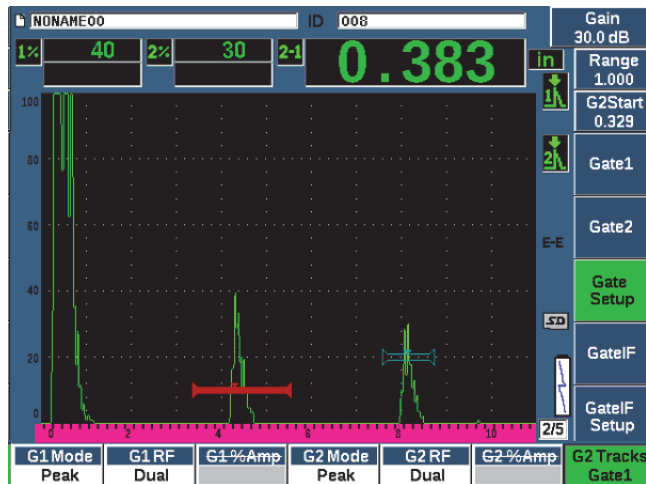 NONAME00 ID 008
Gain
30.0 dB
1% 40 2% 30 2-1 0.383 in
Range
1.000
1
G2Start
0.329
100
80
60
40
20
0
2
Gate1
Gate2
E-E
Gate
Setup
SD
GateIF
GateIF
Setup
2/5
0 2 4 6 8 10
G1 Mode
Peak
G1 RF
Dual
G1 %Amp
G2 Mode
Peak
G2 RF
Dual
G2 %Amp
G2 Tracks
Gate1